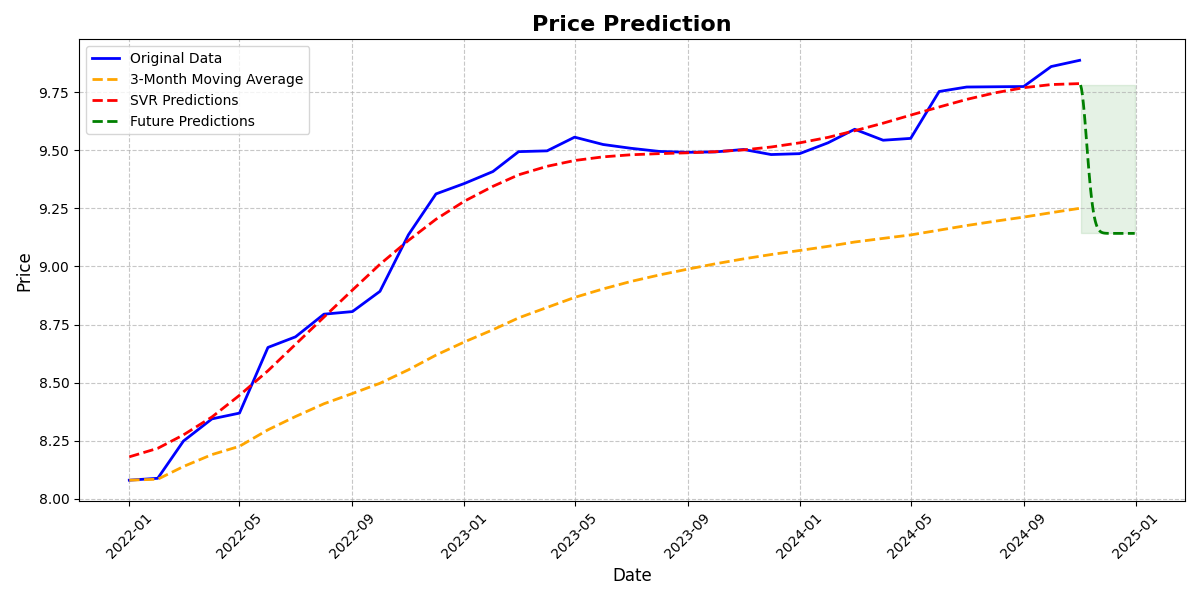 Price Prediction
Original Data
3-Month Moving Average
SVR Predictions
Future Predictions
Price
9.75
9.50
9.25
9.00
8.75
8.50
8.25
8.00
2022-01
2022-05
2022-09
2023-01
2023-05
2023-09
2024-01
2024-05
2024-09
2025-01
Date